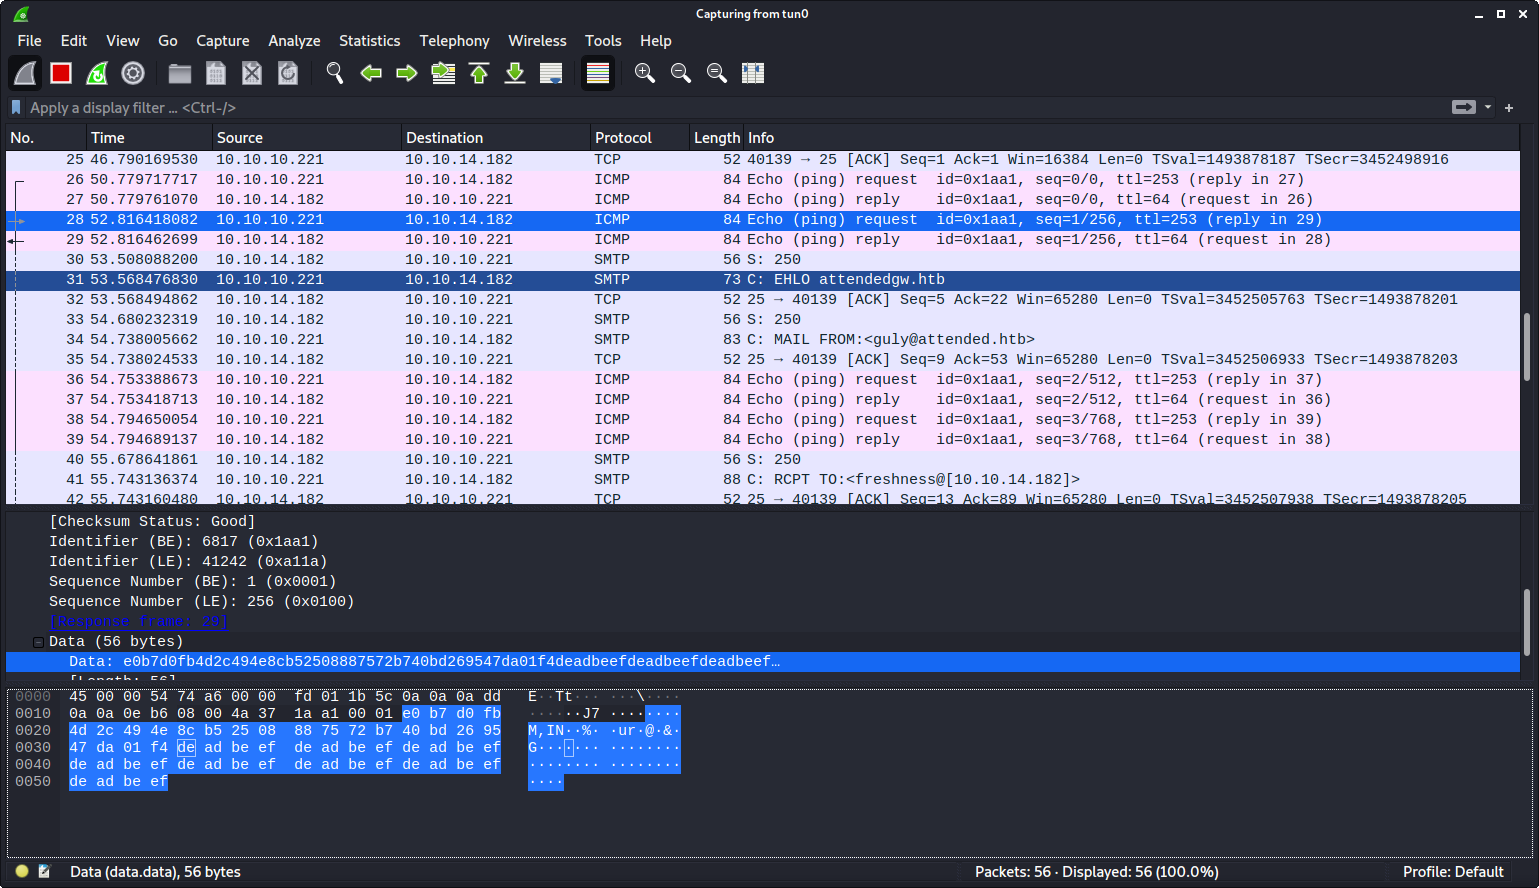 Capturing from tun0
File Edit View Go Capture Analyze Statistics Telephony Wireless Tools Help
Apply a display filter ... <Ctrl-/>
No. Time Source Destination Protocol Length Info
25 46.790169530 10.10.10.221 10.10.14.182 TCP 52 40139 → 25 [ACK] Seq=1 Ack=1 Win=16384 Len=0 TSval=1493878187 TSecr=3452498916
26 50.779717717 10.10.10.221 10.10.14.182 ICMP 84 Echo (ping) request id=0x1aa1, seq=0/0, ttl=253 (reply in 27)
27 50.779761070 10.10.14.182 10.10.10.221 ICMP 84 Echo (ping) reply id=0x1aa1, seq=0/0, ttl=64 (request in 26)
28 52.816418082 10.10.10.221 10.10.14.182 ICMP 84 Echo (ping) request id=0x1aa1, seq=1/256, ttl=253 (reply in 29)
29 52.816462699 10.10.14.182 10.10.10.221 ICMP 84 Echo (ping) reply id=0x1aa1, seq=1/256, ttl=64 (request in 28)
30 53.508088200 10.10.14.182 10.10.10.221 SMTP 56 S: 250
31 53.568476830 10.10.10.221 10.10.14.182 SMTP 73 C: EHLO attendedgw.htb
32 53.568494862 10.10.14.182 10.10.10.221 TCP 52 25 → 40139 [ACK] Seq=5 Ack=22 Win=65280 Len=0 TSval=3452505763 TSecr=1493878201
33 54.680232319 10.10.14.182 10.10.10.221 SMTP 56 S: 250
34 54.738005662 10.10.10.221 10.10.14.182 SMTP 83 C: MAIL FROM:<guly@attended.htb>
35 54.738024533 10.10.14.182 10.10.10.221 TCP 52 25 → 40139 [ACK] Seq=9 Ack=53 Win=65280 Len=0 TSval=3452506933 TSecr=1493878203
36 54.753388673 10.10.10.221 10.10.14.182 ICMP 84 Echo (ping) request id=0x1aa1, seq=2/512, ttl=253 (reply in 37)
37 54.753418713 10.10.14.182 10.10.10.221 ICMP 84 Echo (ping) reply id=0x1aa1, seq=2/512, ttl=64 (request in 36)
38 54.794650054 10.10.10.221 10.10.14.182 ICMP 84 Echo (ping) request id=0x1aa1, seq=3/768, ttl=253 (reply in 39)
39 54.794689137 10.10.14.182 10.10.10.221 ICMP 84 Echo (ping) reply id=0x1aa1, seq=3/768, ttl=64 (request in 38)
40 55.678641861 10.10.14.182 10.10.10.221 SMTP 56 S: 250
41 55.743136374 10.10.10.221 10.10.14.182 SMTP 88 C: RCPT TO:<freshness@[10.10.14.182]>
42 55.743160480 10.10.14.182 10.10.10.221 TCP 52 25 → 40139 [ACK] Seq=13 Ack=89 Win=65280 Len=0 TSval=3452507938 TSecr=1493878205
[Checksum Status: Good]
Identifier (BE): 6817 (0x1aa1)
Identifier (LE): 41242 (0xa11a)
Sequence Number (BE): 1 (0x0001)
Sequence Number (LE): 256 (0x0100)
[Response frame: 29]
Data (56 bytes)
Data: e0b7d0fb4d2c494e8cb52508887572b740bd269547da01f4deadbeefdeadbeefdeadbeef…
[Length: 56]
0000 45 00 00 54 74 a6 00 00 fd 01 1b 5c 0a 0a 0a dd E··Tt··· ···\····
0010 0a 0a 0e b6 08 00 4a 37 1a a1 00 01 e0 b7 d0 fb ······J7 ········
0020 4d 2c 49 4e 8c b5 25 08 88 75 72 b7 40 bd 26 95 M,IN··%· ·ur·@·&·
0030 47 da 01 f4 de ad be ef de ad be ef de ad be ef G······· ········
0040 de ad be ef de ad be ef de ad be ef de ad be ef ········ ········
0050 de ad be ef ····
Data (data.data), 56 bytes Packets: 56 · Displayed: 56 (100.0%) Profile: Default